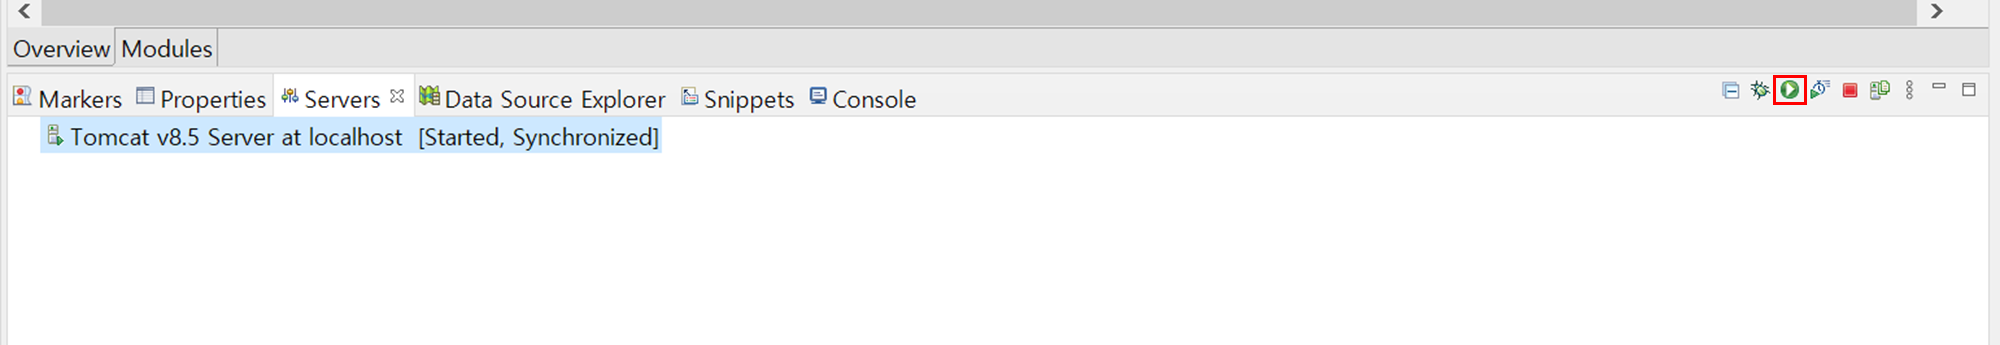 Overview Modules
Markers Properties Servers Data Source Explorer Snippets Console
Tomcat v8.5 Server at localhost [Started, Synchronized]